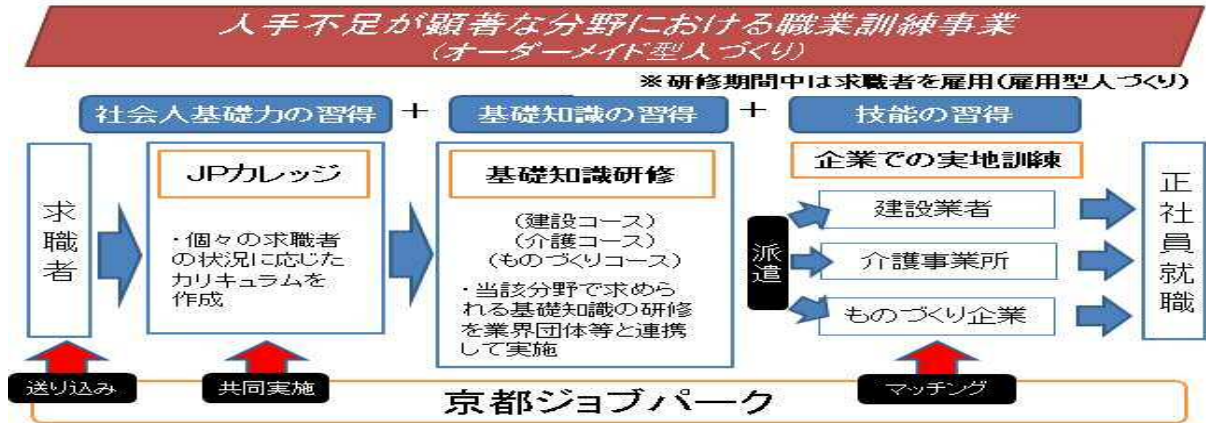 人手不足が顕著な分野における職業訓練事業
(オーダーメイド型人づくり)
※研修期間中は求職者を雇用(雇用型人づくり)
社会人基礎力の習得
+
基礎知識の習得
+
技能の習得
求職者
JPカレッジ
・個々の求職者
の状況に応じた
カリキュラムを
作成
基礎知識研修
(建設コース)
(介護コース)
(ものづくりコース)
・当該分野で求めら
れる基礎知識の研修
を業界団体等と連携
して実施
派遣
企業での実地訓練
建設業者
介護事業所
ものづくり企業
正社員就職
送り込み
共同実施
マッチング
京都ジョブパーク